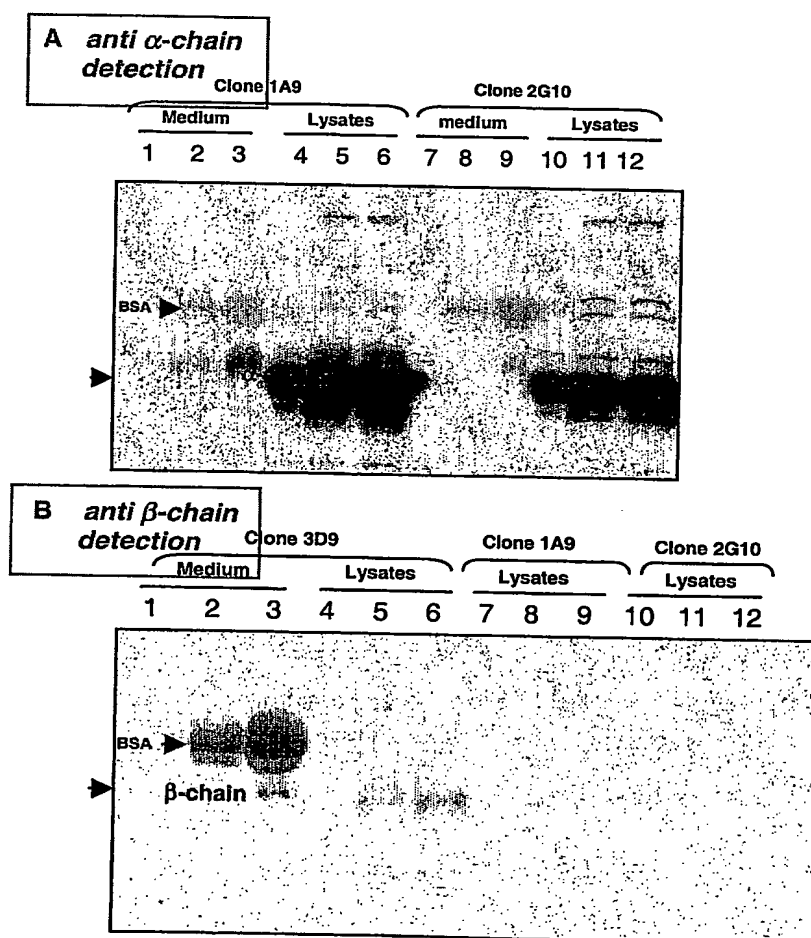 A anti α-chain
detection
Clone 1A9
Clone 2G10
Medium
Lysates
medium
Lysates
1 2 3 4 5 6 7 8 9 10 11 12
BSA
B anti β-chain
detection
Clone 3D9
Clone 1A9
Clone 2G10
Medium
Lysates
Lysates
Lysates
1 2 3 4 5 6 7 8 9 10 11 12
BSA
β-chain